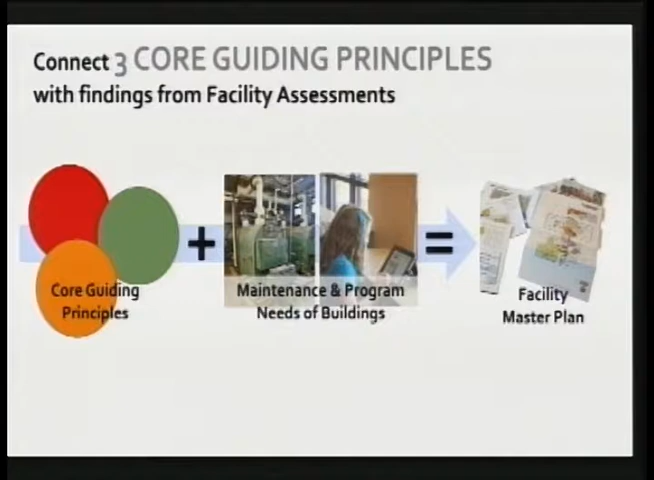 Connect 3 CORE GUIDING PRINCIPLES
with findings from Facility Assessments
+
=
Core Guiding
Principles
Maintenance & Program
Needs of Buildings
Facility
Master Plan